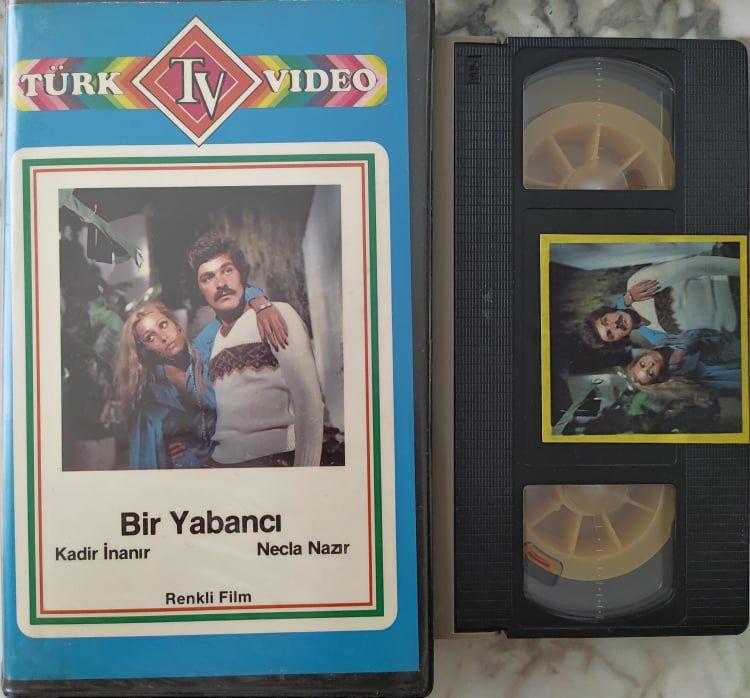 TÜRK TV VIDEO
Bir Yabancı
Kadir İnanır Necla Nazır
Renkli Film